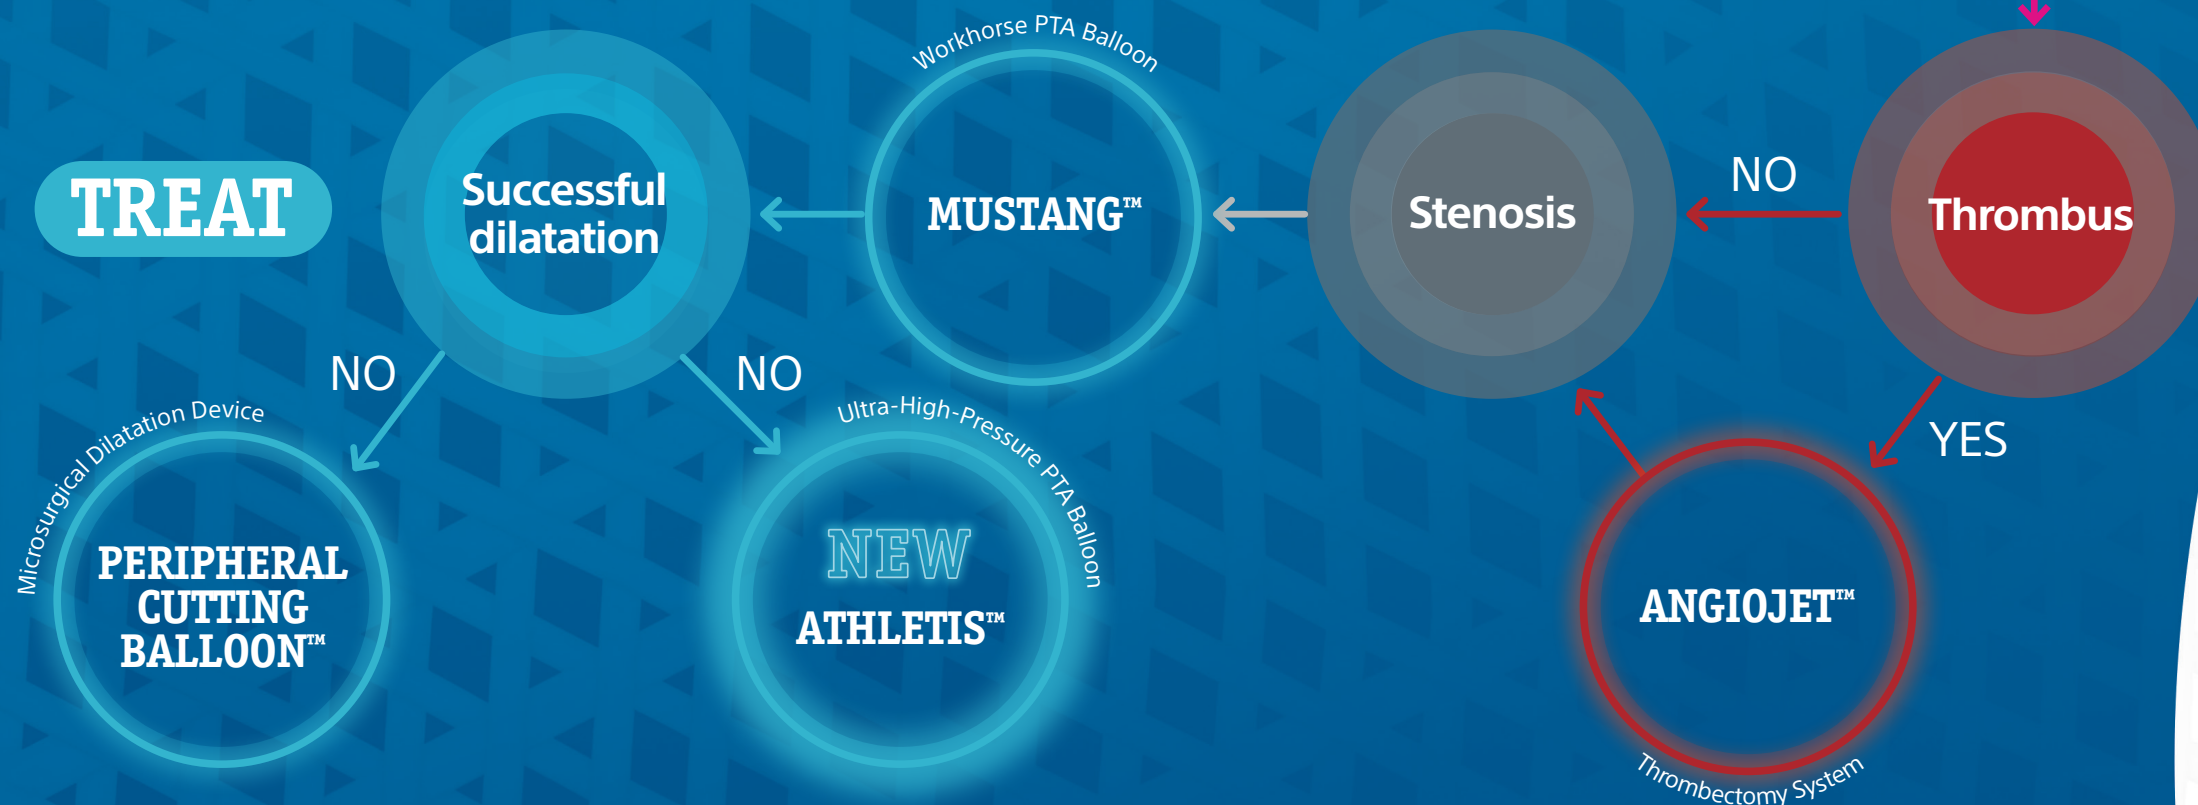 TREAT
Successful
dilatation
Workhorse PTA Balloon
MUSTANG™
Stenosis
NO
Thrombus
NO
NO
YES
Microsurgical Dilatation Device
PERIPHERAL
CUTTING
BALLOON™
Ultra-High-Pressure PTA Balloon
NEW
ATHLETIS™
ANGIOJET™
Thrombectomy System